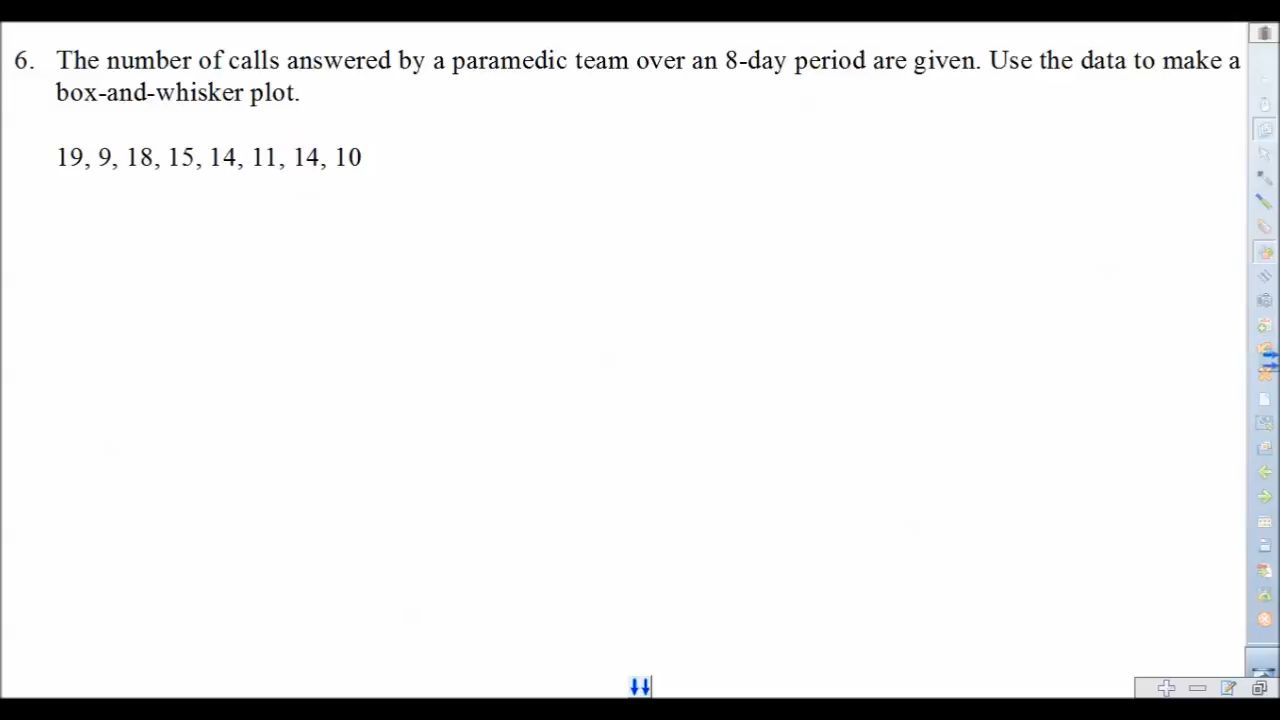 6. The number of calls answered by a paramedic team over an 8-day period are given. Use the data to make a
box-and-whisker plot.
19, 9, 18, 15, 14, 11, 14, 10